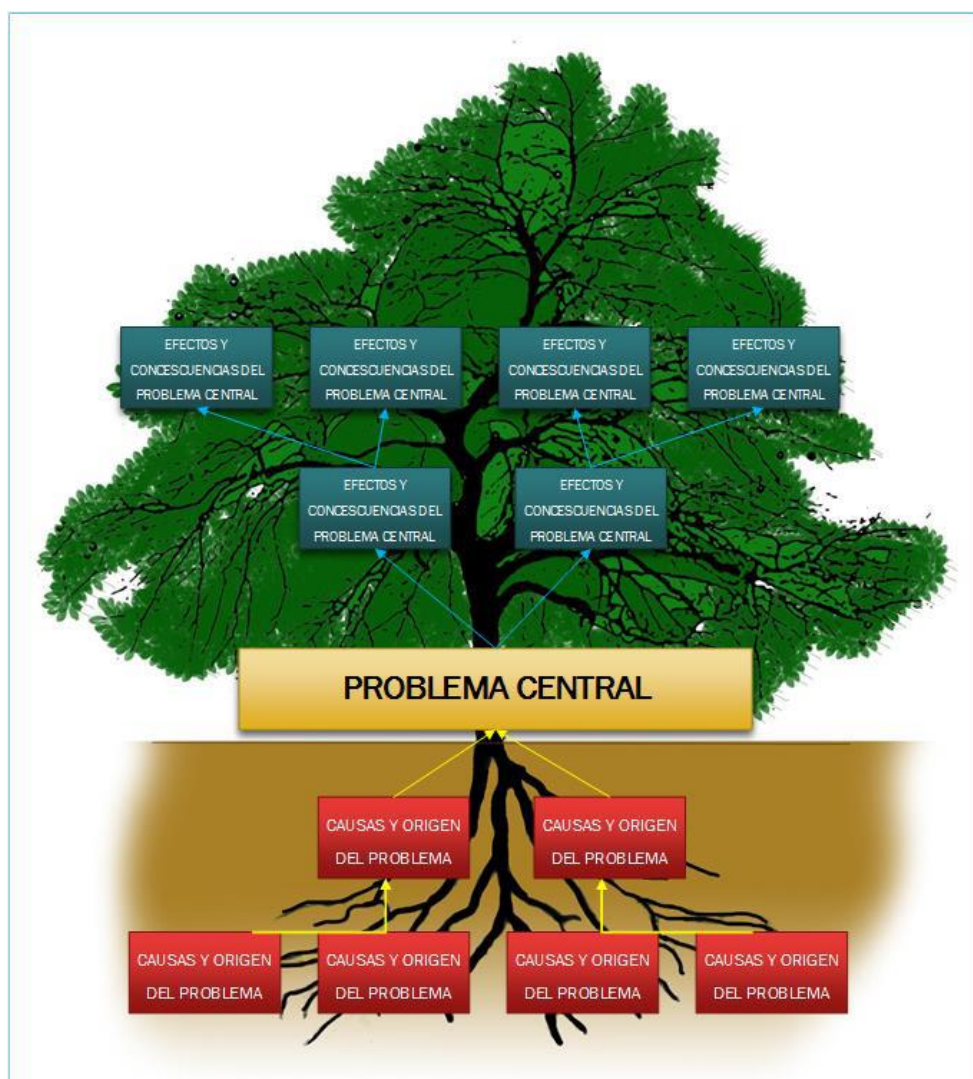 EFECTOS Y
CONCESCUENCIAS DEL
PROBLEMA CENTRAL
EFECTOS Y
CONCESCUENCIAS DEL
PROBLEMA CENTRAL
EFECTOS Y
CONCESCUENCIAS DEL
PROBLEMA CENTRAL
EFECTOS Y
CONCESCUENCIAS DEL
PROBLEMA CENTRAL
EFECTOS Y
CONCESCUENCIAS DEL
PROBLEMA CENTRAL
EFECTOS Y
CONCESCUENCIAS DEL
PROBLEMA CENTRAL
PROBLEMA CENTRAL
CAUSAS Y ORIGEN
DEL PROBLEMA
CAUSAS Y ORIGEN
DEL PROBLEMA
CAUSAS Y ORIGEN
DEL PROBLEMA
CAUSAS Y ORIGEN
DEL PROBLEMA
CAUSAS Y ORIGEN
DEL PROBLEMA
CAUSAS Y ORIGEN
DEL PROBLEMA